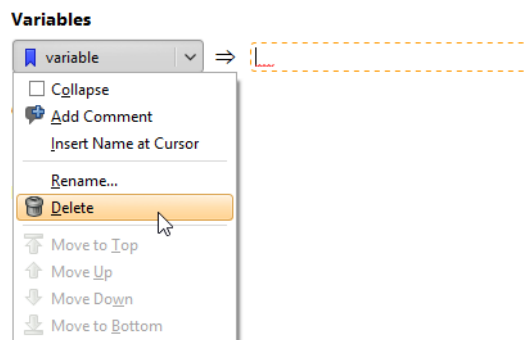 Variables
variable ⇒
Collapse
Add Comment
Insert Name at Cursor
Rename...
Delete
Move to Top
Move Up
Move Down
Move to Bottom